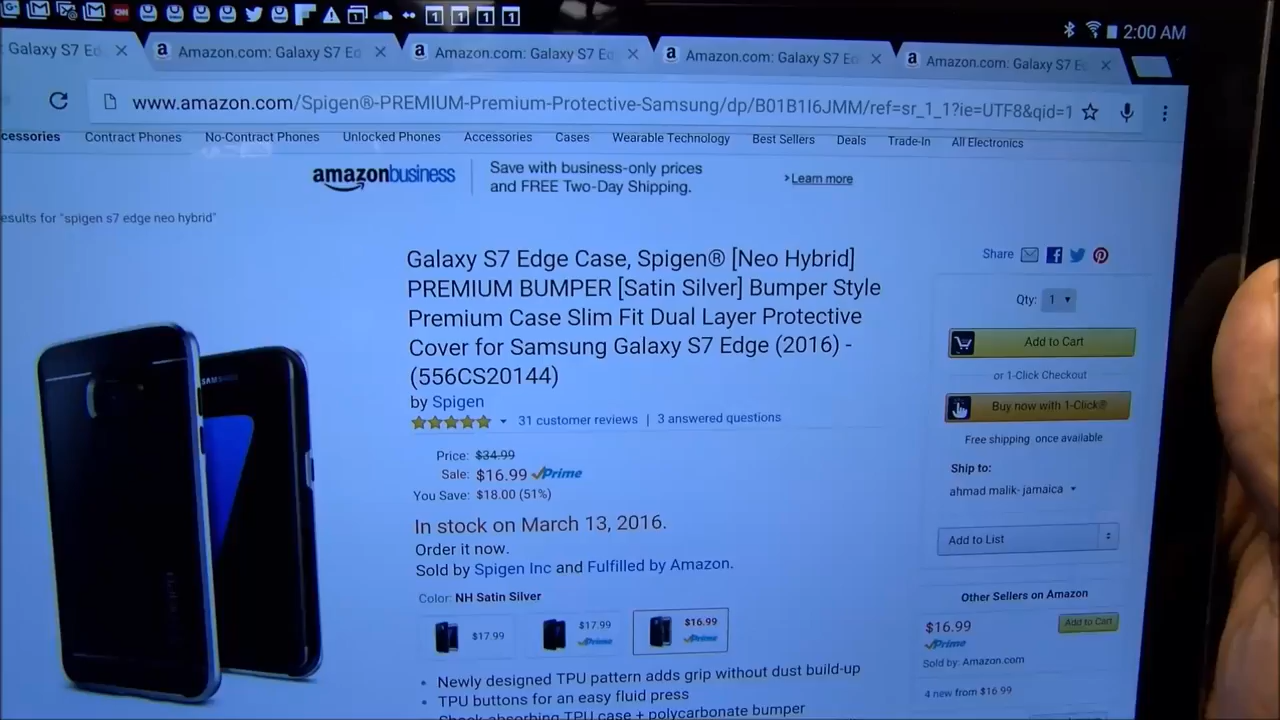 2:00 AM
Galaxy S7 Ed
Amazon.com: Galaxy S7 Ed
Amazon.com: Galaxy S7 Ed
Amazon.com: Galaxy S7 Ed
Amazon.com: Galaxy S7 E
www.amazon.com/Spigen®-PREMIUM-Premium-Protective-Samsung/dp/B01B1I6JMM/ref=sr_1_1?ie=UTF8&qid=1
cessories Contract Phones No-Contract Phones Unlocked Phones Accessories Cases Wearable Technology Best Sellers Deals Trade-In All Electronics
amazonbusiness
Save with business-only prices
and FREE Two-Day Shipping.
Learn more
esults for "spigen s7 edge neo hybrid"
Galaxy S7 Edge Case, Spigen® [Neo Hybrid]
PREMIUM BUMPER [Satin Silver] Bumper Style
Premium Case Slim Fit Dual Layer Protective
Cover for Samsung Galaxy S7 Edge (2016) -
(556CS20144)
by Spigen
31 customer reviews | 3 answered questions
Price: $34.99
Sale: $16.99 Prime
You Save: $18.00 (51%)
In stock on March 13, 2016.
Order it now.
Sold by Spigen Inc and Fulfilled by Amazon.
Color: NH Satin Silver
$17.99
$17.99 Prime
$16.99 Prime
• Newly designed TPU pattern adds grip without dust build-up
• TPU buttons for an easy fluid press
Shock-absorbing TPU case + polycarbonate bumper
Share
Qty: 1
Add to Cart
or 1-Click Checkout
Buy now with 1-Click®
Free shipping once available
Ship to:
ahmad malik- jamaica
Add to List
Other Sellers on Amazon
$16.99
Add to Cart
Prime
Sold by: Amazon.com
4 new from $16.99
SAMSUNG